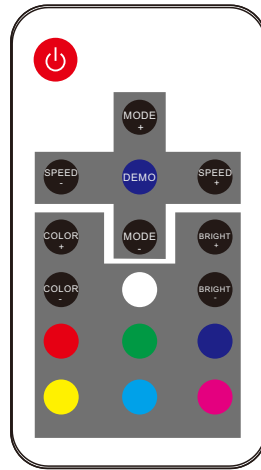 MODE
+
SPEED
-
DEMO
SPEED
+
COLOR
+
MODE
-
BRIGHT
+
COLOR
-
BRIGHT
-